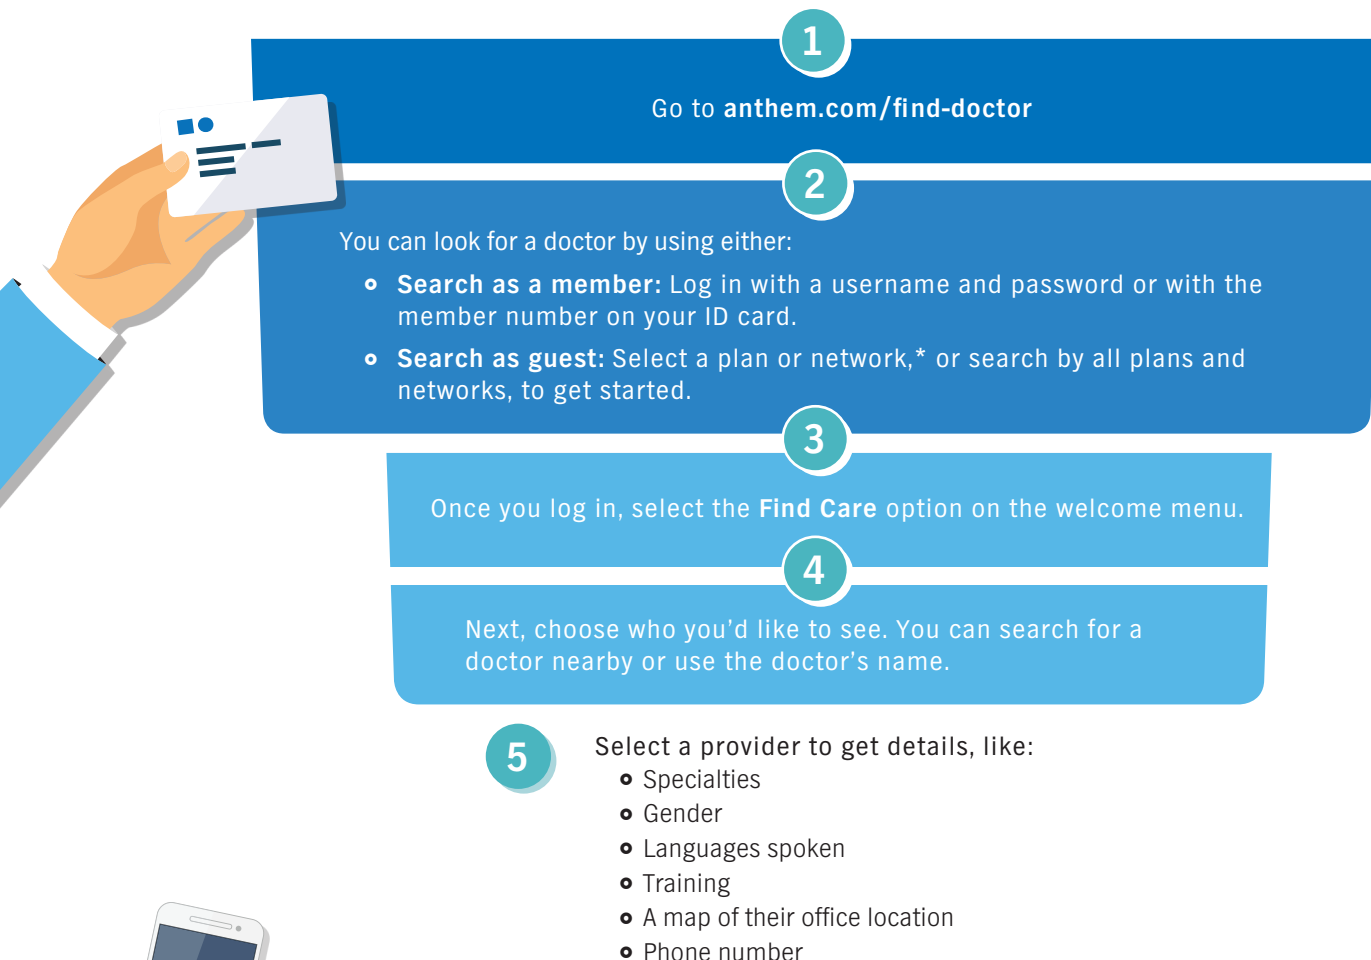 1
Go to anthem.com/find-doctor
2
You can look for a doctor by using either:
Search as a member: Log in with a username and password or with the
member number on your ID card.
Search as guest: Select a plan or network,* or search by all plans and
networks, to get started.
3
Once you log in, select the Find Care option on the welcome menu.
4
Next, choose who you’d like to see. You can search for a
doctor nearby or use the doctor’s name.
5
Select a provider to get details, like:
Specialties
Gender
Languages spoken
Training
A map of their office location
Phone number